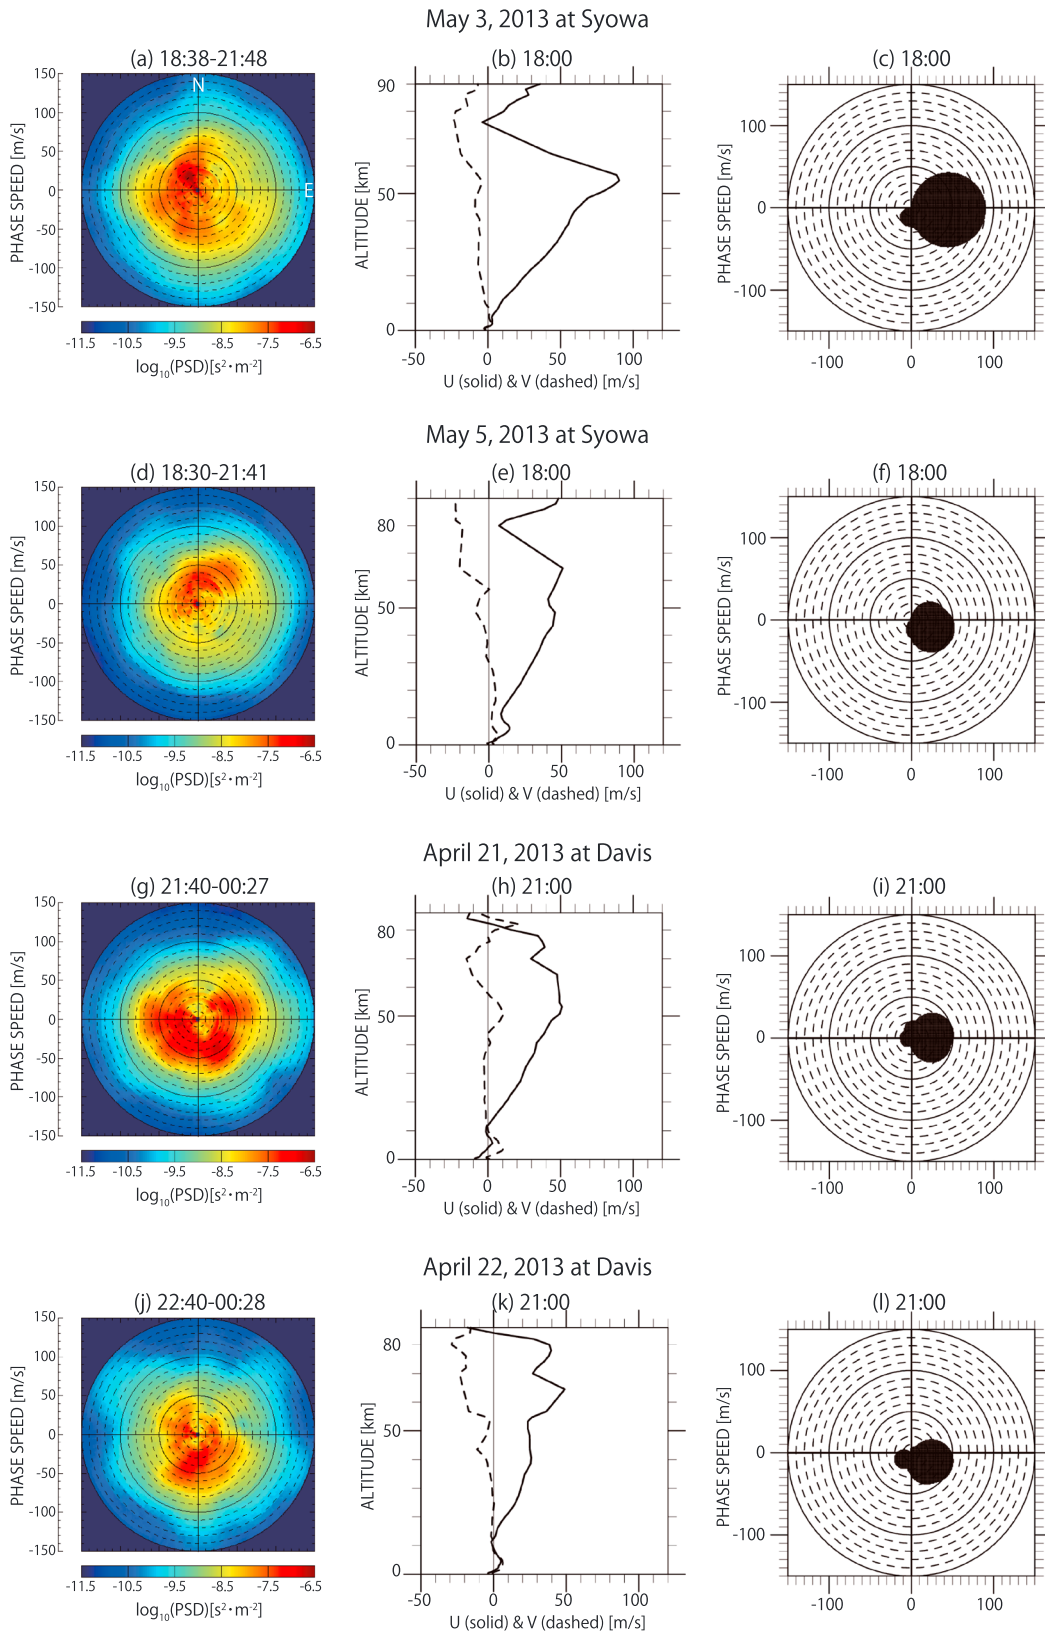 May 3, 2013 at Syowa
(a) 18:38-21:48
(b) 18:00
(c) 18:00
150
100
50
0
-50
-100
-150
PHASE SPEED [m/s]
N
E
-11.5 -10.5 -9.5 -8.5 -7.5 -6.5
log10(PSD)[s²·m⁻²]
90
50
0
ALTITUDE [km]
-50 0 50 100
U (solid) & V (dashed) [m/s]
100
0
-100
PHASE SPEED [m/s]
-100 0 100
May 5, 2013 at Syowa
(d) 18:30-21:41
(e) 18:00
(f) 18:00
150
100
50
0
-50
-100
-150
PHASE SPEED [m/s]
-11.5 -10.5 -9.5 -8.5 -7.5 -6.5
log10(PSD)[s²·m⁻²]
80
50
0
ALTITUDE [km]
-50 0 50 100
U (solid) & V (dashed) [m/s]
100
0
-100
PHASE SPEED [m/s]
-100 0 100
April 21, 2013 at Davis
(g) 21:40-00:27
(h) 21:00
(i) 21:00
150
100
50
0
-50
-100
-150
PHASE SPEED [m/s]
-11.5 -10.5 -9.5 -8.5 -7.5 -6.5
log10(PSD)[s²·m⁻²]
80
50
0
ALTITUDE [km]
-50 0 50 100
U (solid) & V (dashed) [m/s]
100
0
-100
PHASE SPEED [m/s]
-100 0 100
April 22, 2013 at Davis
(j) 22:40-00:28
(k) 21:00
(l) 21:00
150
100
50
0
-50
-100
-150
PHASE SPEED [m/s]
-11.5 -10.5 -9.5 -8.5 -7.5 -6.5
log10(PSD)[s²·m⁻²]
80
50
0
ALTITUDE [km]
-50 0 50 100
U (solid) & V (dashed) [m/s]
100
0
-100
PHASE SPEED [m/s]
-100 0 100